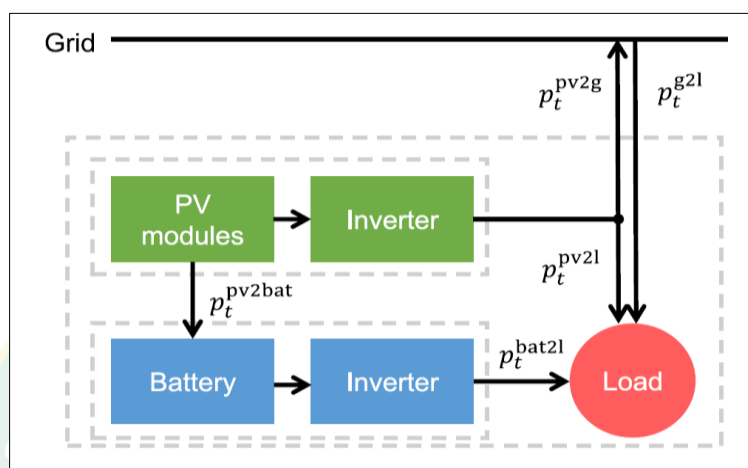 Grid
p_t^pv2g
p_t^g2l
PV
modules
Inverter
p_t^pv2l
p_t^pv2bat
Battery
Inverter
p_t^bat2l
Load